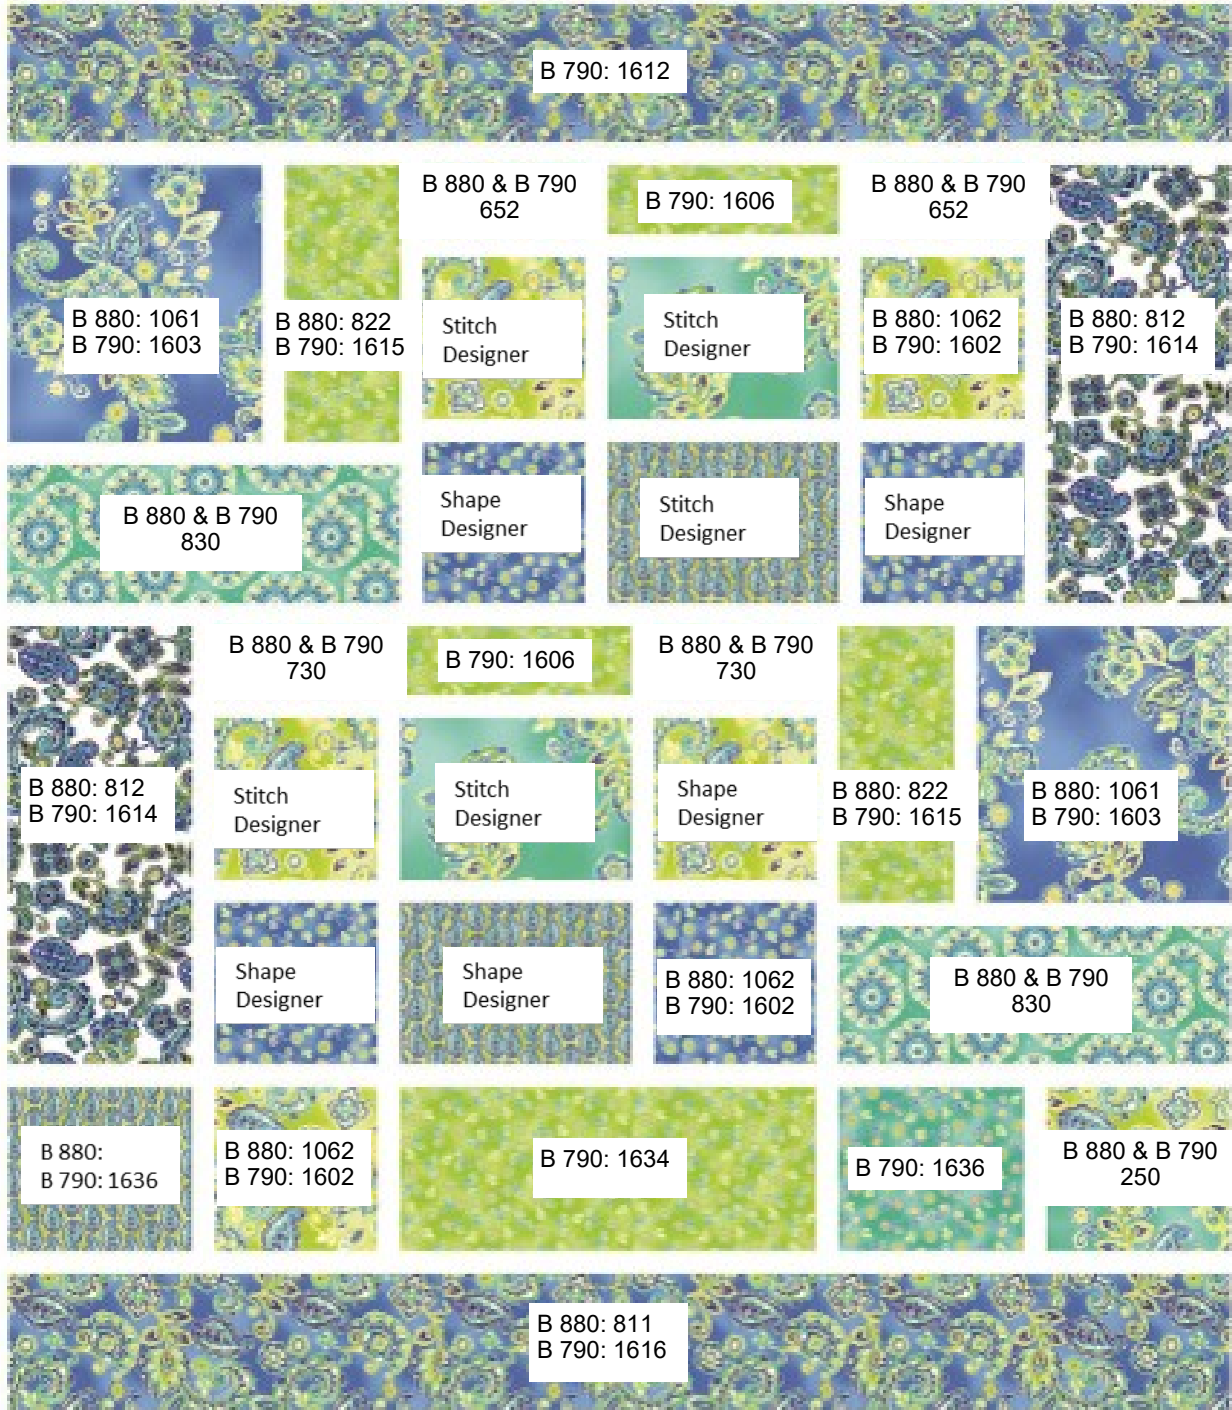 B 790: 1612
B 880 & B 790
652
B 790: 1606
B 880 & B 790
652
B 880: 1061
B 790: 1603
B 880: 822
B 790: 1615
Stitch
Designer
Stitch
Designer
B 880: 1062
B 790: 1602
B 880: 812
B 790: 1614
B 880 & B 790
830
Shape
Designer
Stitch
Designer
Shape
Designer
B 880 & B 790
730
B 790: 1606
B 880 & B 790
730
B 880: 812
B 790: 1614
Stitch
Designer
Stitch
Designer
Shape
Designer
B 880: 822
B 790: 1615
B 880: 1061
B 790: 1603
Shape
Designer
Shape
Designer
B 880: 1062
B 790: 1602
B 880 & B 790
830
B 880:
B 790: 1636
B 880: 1062
B 790: 1602
B 790: 1634
B 790: 1636
B 880 & B 790
250
B 880: 811
B 790: 1616